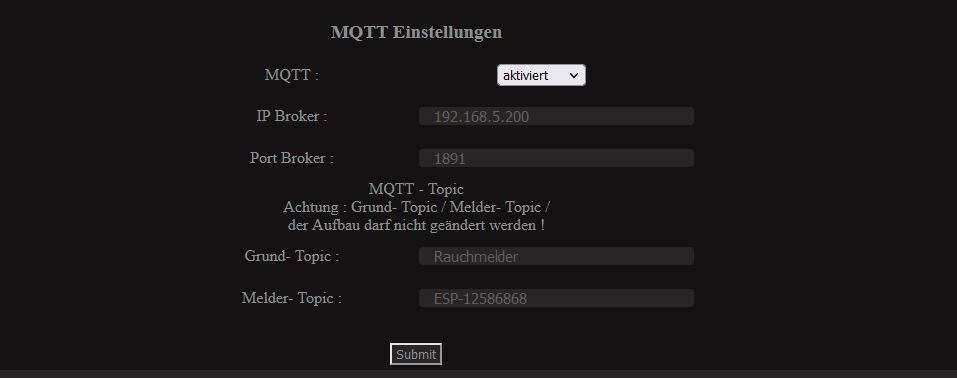 MQTT Einstellungen
MQTT : aktiviert
IP Broker : 192.168.5.200
Port Broker : 1891
MQTT - Topic
Achtung : Grund- Topic / Melder- Topic /
der Aufbau darf nicht geändert werden !
Grund- Topic : Rauchmelder
Melder- Topic : ESP-12586868
Submit